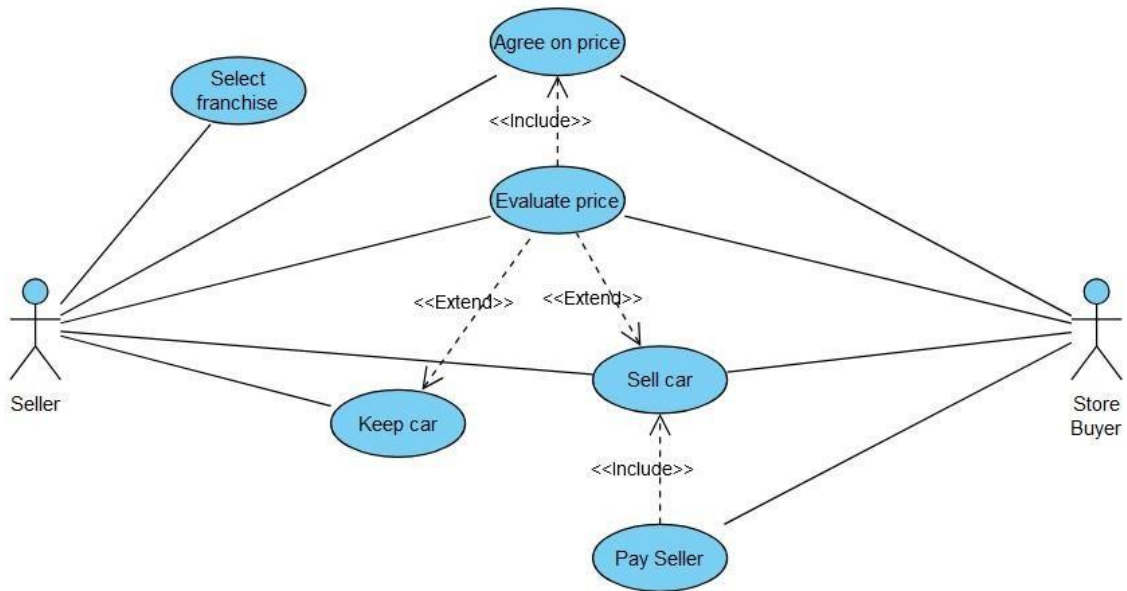 Agree on price
Select
franchise
<<Include>>
Evaluate price
<<Extend>>
<<Extend>>
Seller
Sell car
Keep car
Store
Buyer
<<Include>>
Pay Seller